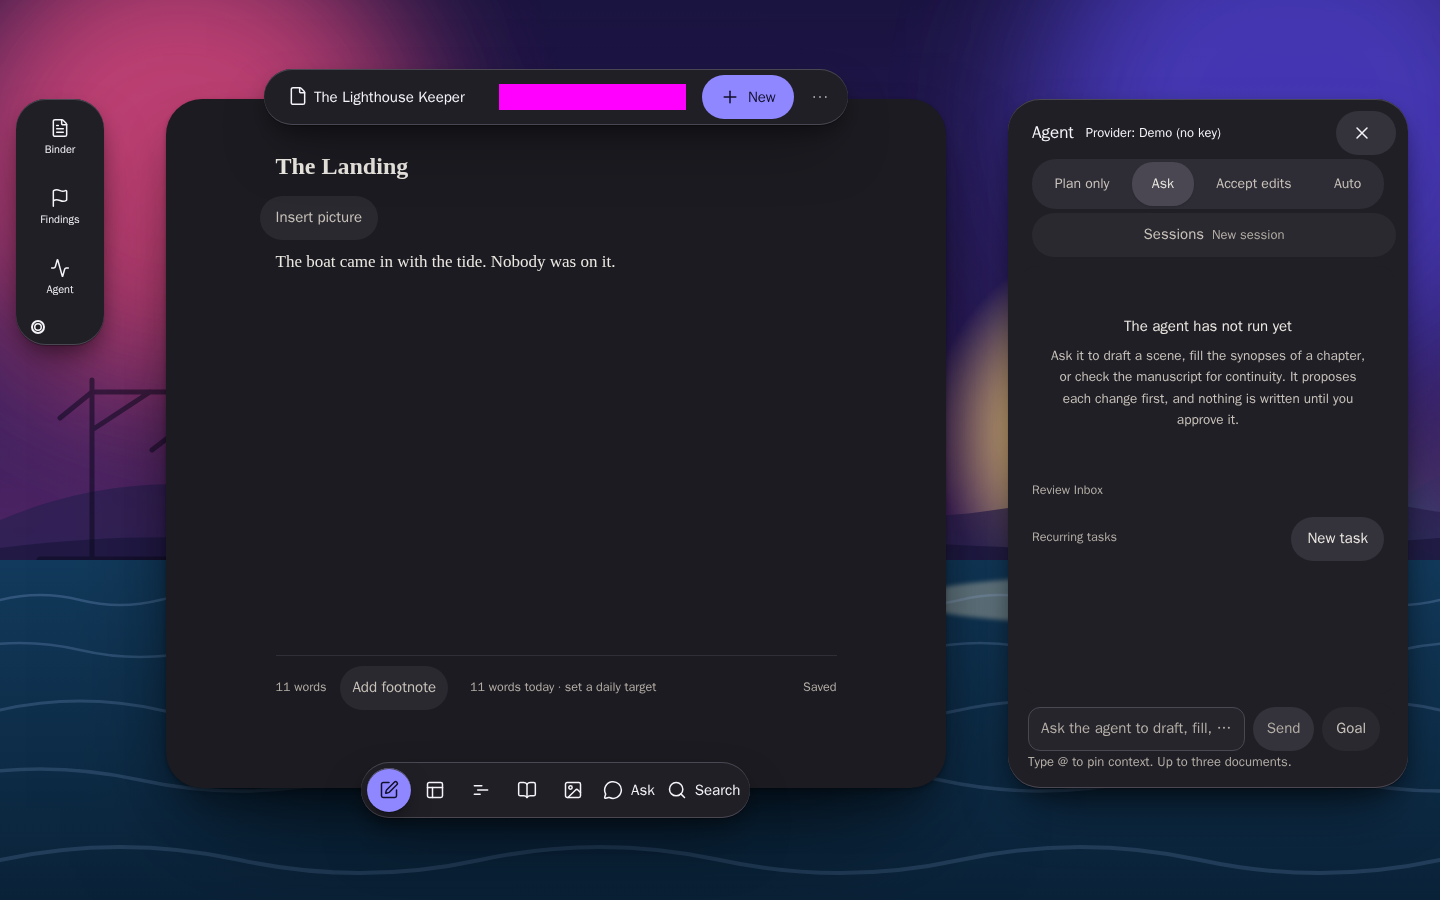 The Lighthouse Keeper
New
Binder
Findings
Agent
The Landing
Insert picture
The boat came in with the tide. Nobody was on it.
11 words
Add footnote
11 words today · set a daily target
Saved
Ask
Search
Agent
Provider: Demo (no key)
Plan only
Ask
Accept edits
Auto
Sessions New session
The agent has not run yet
Ask it to draft a scene, fill the synopses of a chapter,
or check the manuscript for continuity. It proposes
each change first, and nothing is written until you
approve it.
Review Inbox
Recurring tasks
New task
Ask the agent to draft, fill, ···
Send
Goal
Type @ to pin context. Up to three documents.